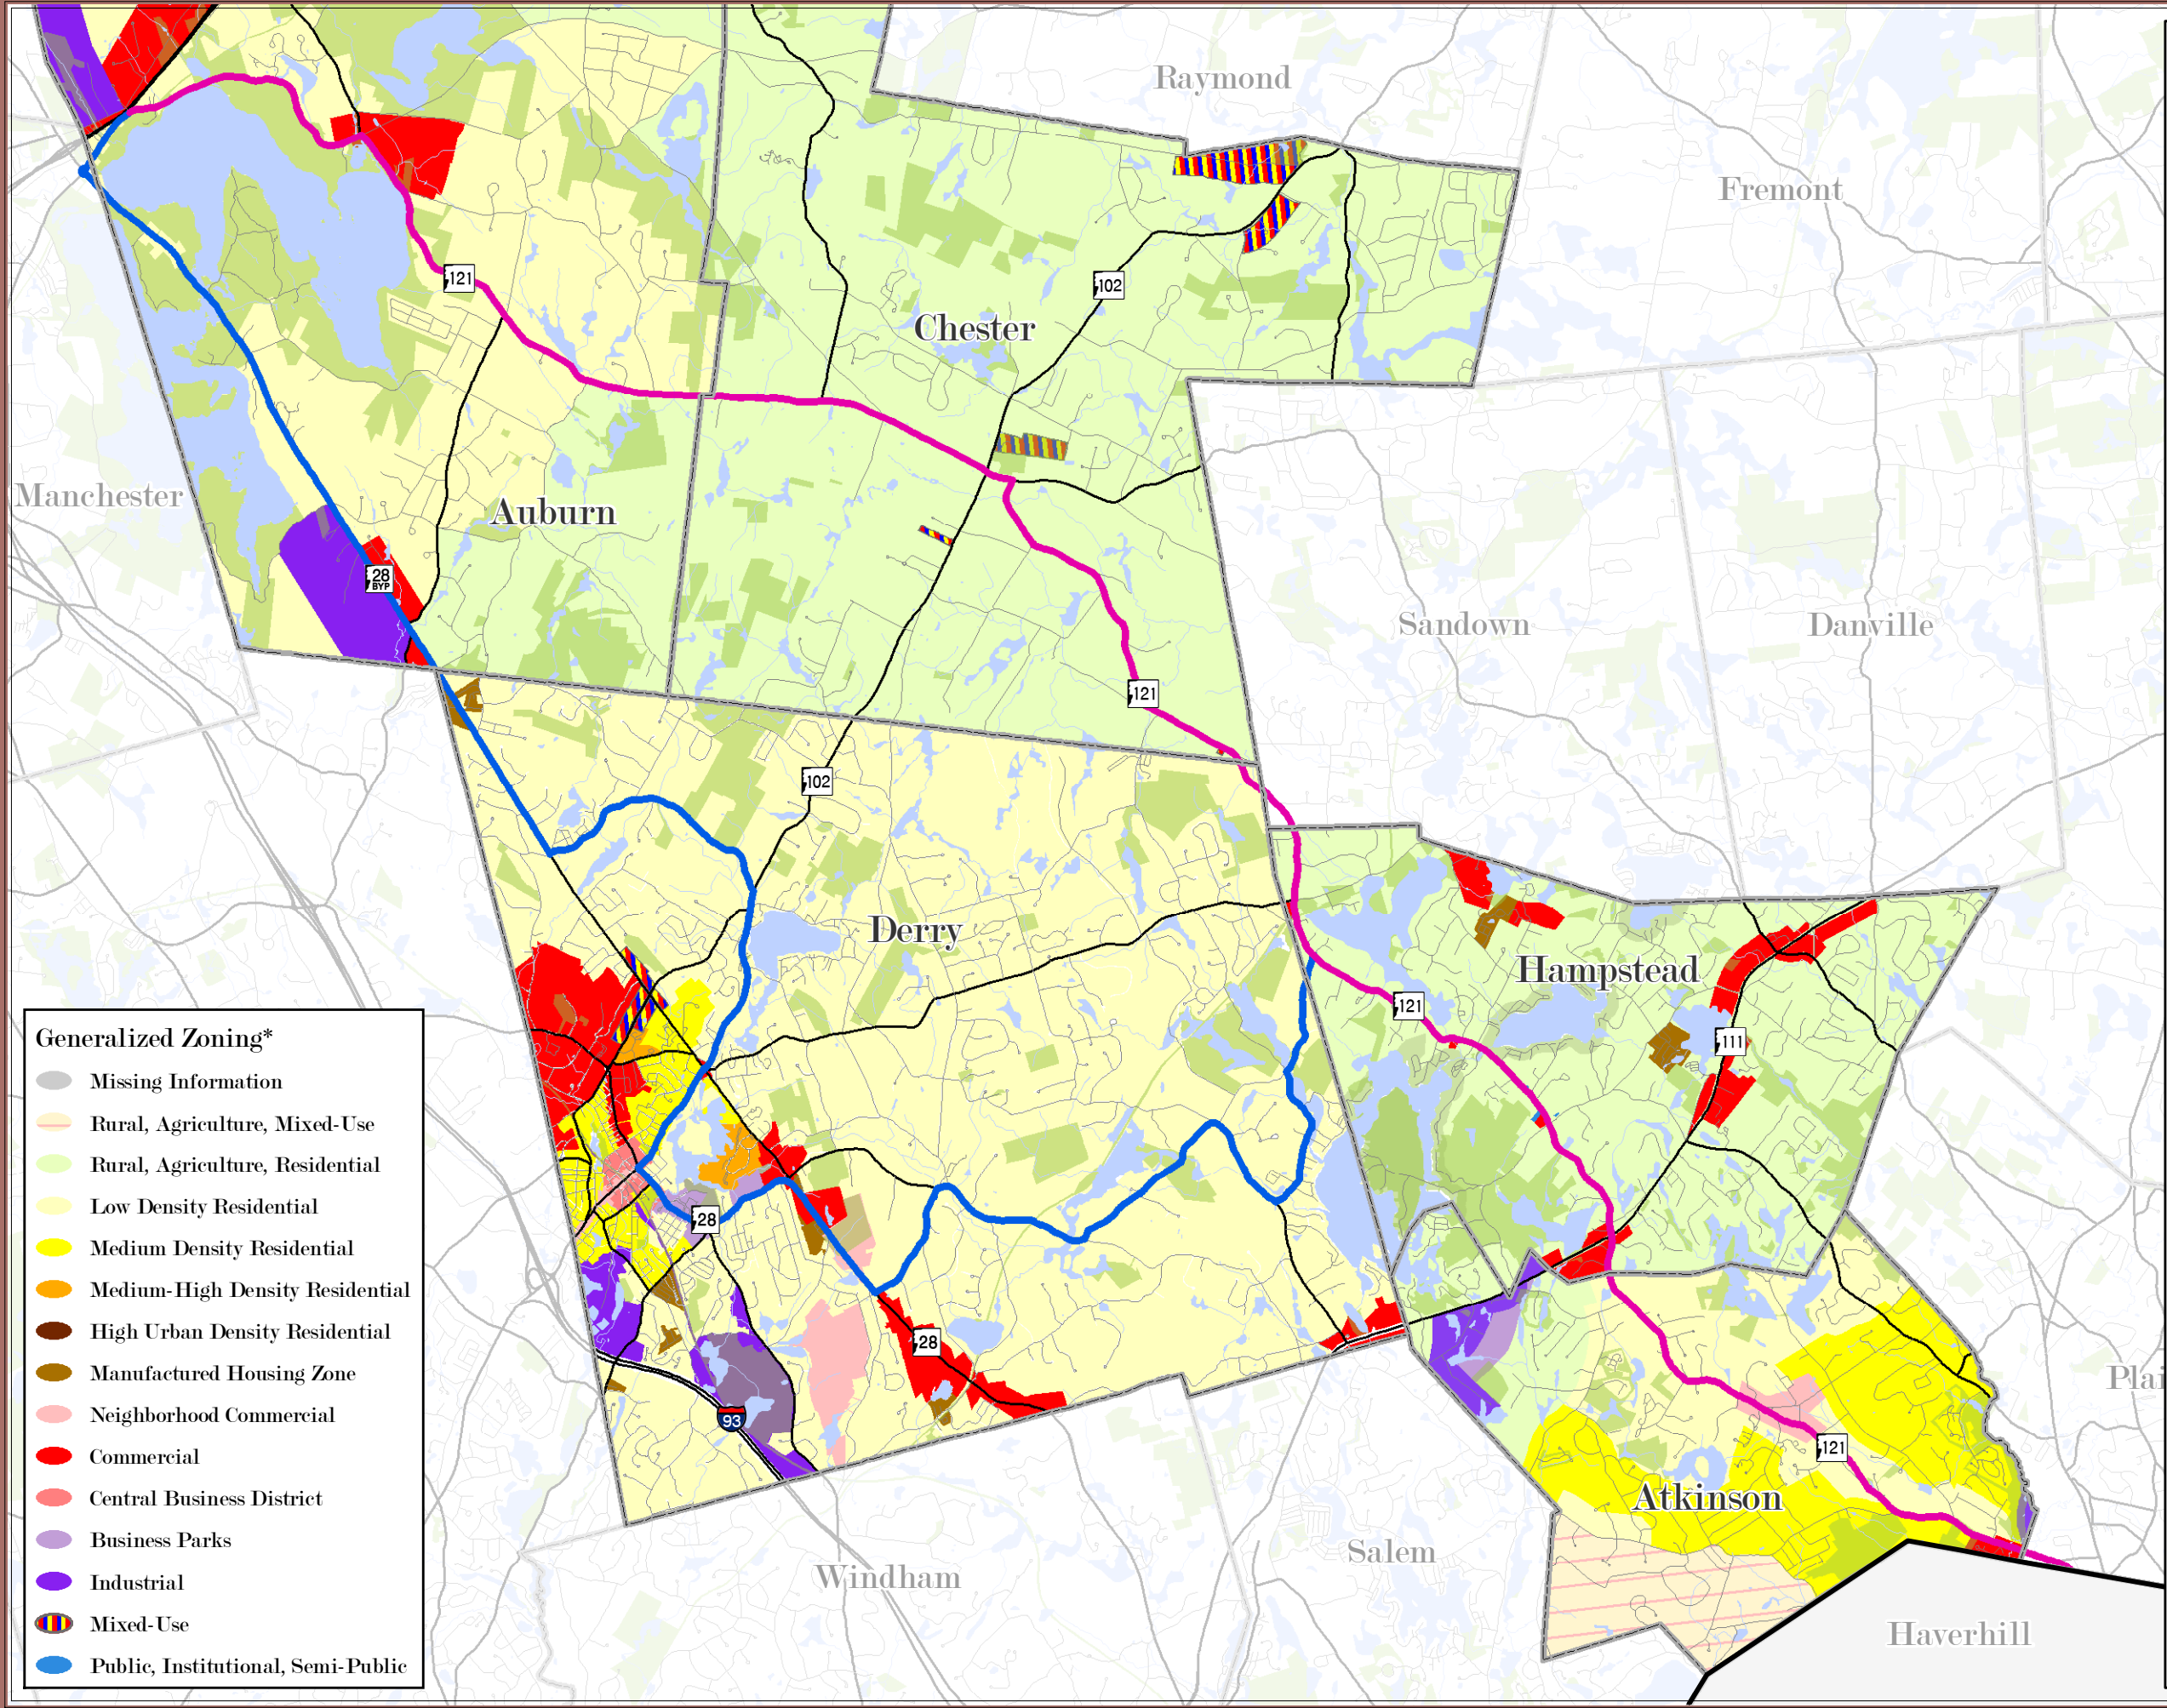 Raymond
Fremont
121
102
Chester
Manchester
Auburn
28
BYP
Sandown
Danville
121
102
Derry
Hampstead
121
111
28
28
93
121
Atkinson
Windham
Salem
Haverhill
Plai
Generalized Zoning*
Missing Information
Rural, Agriculture, Mixed-Use
Rural, Agriculture, Residential
Low Density Residential
Medium Density Residential
Medium-High Density Residential
High Urban Density Residential
Manufactured Housing Zone
Neighborhood Commercial
Commercial
Central Business District
Business Parks
Industrial
Mixed-Use
Public, Institutional, Semi-Public